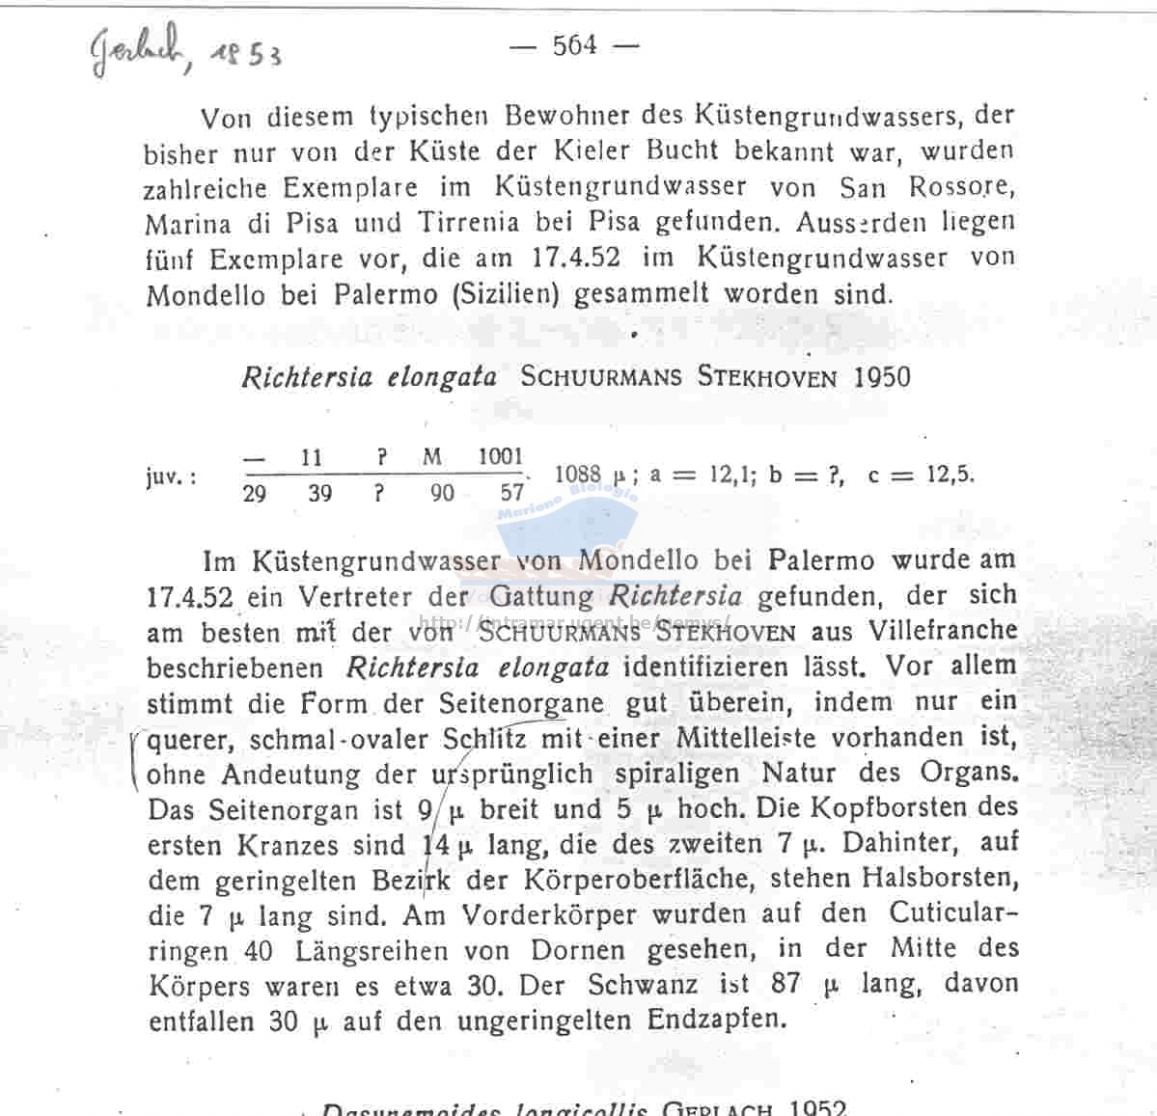 Gerlach, 1953
— 564 —
Von diesem typischen Bewohner des Küstengrundwassers, der
bisher nur von der Küste der Kieler Bucht bekannt war, wurden
zahlreiche Exemplare im Küstengrundwasser von San Rossore,
Marina di Pisa und Tirrenia bei Pisa gefunden. Ausserden liegen
fünf Exemplare vor, die am 17.4.52 im Küstengrundwasser von
Mondello bei Palermo (Sizilien) gesammelt worden sind.
Richtersia elongata SCHUURMANS STEKHOVEN 1950
juv. : — 11 ? M 1001
29 39 ? 90 57 . 1088 µ ; a = 12,1; b = ?, c = 12,5.
Mariene Biologie
Im Küstengrundwasser von Mondello bei Palermo wurde am
17.4.52 ein Vertreter der Gattung Richtersia gefunden, der sich
http://intramar.ugent.be/nemys/
am besten mit der von SCHUURMANS STEKHOVEN aus Villefranche
beschriebenen Richtersia elongata identifizieren lässt. Vor allem
stimmt die Form der Seitenorgane gut überein, indem nur ein
querer, schmal-ovaler Schlitz mit einer Mittelleiste vorhanden ist,
ohne Andeutung der ursprünglich spiraligen Natur des Organs.
Das Seitenorgan ist 9 µ breit und 5 µ hoch. Die Kopfborsten des
ersten Kranzes sind 14 µ lang, die des zweiten 7 µ. Dahinter, auf
dem geringelten Bezirk der Körperoberfläche, stehen Halsborsten,
die 7 µ lang sind. Am Vorderkörper wurden auf den Cuticular-
ringen 40 Längsreihen von Dornen gesehen, in der Mitte des
Körpers waren es etwa 30. Der Schwanz ist 87 µ lang, davon
entfallen 30 µ auf den ungeringelten Endzapfen.
Dasynemoides longicollis GERLACH 1952